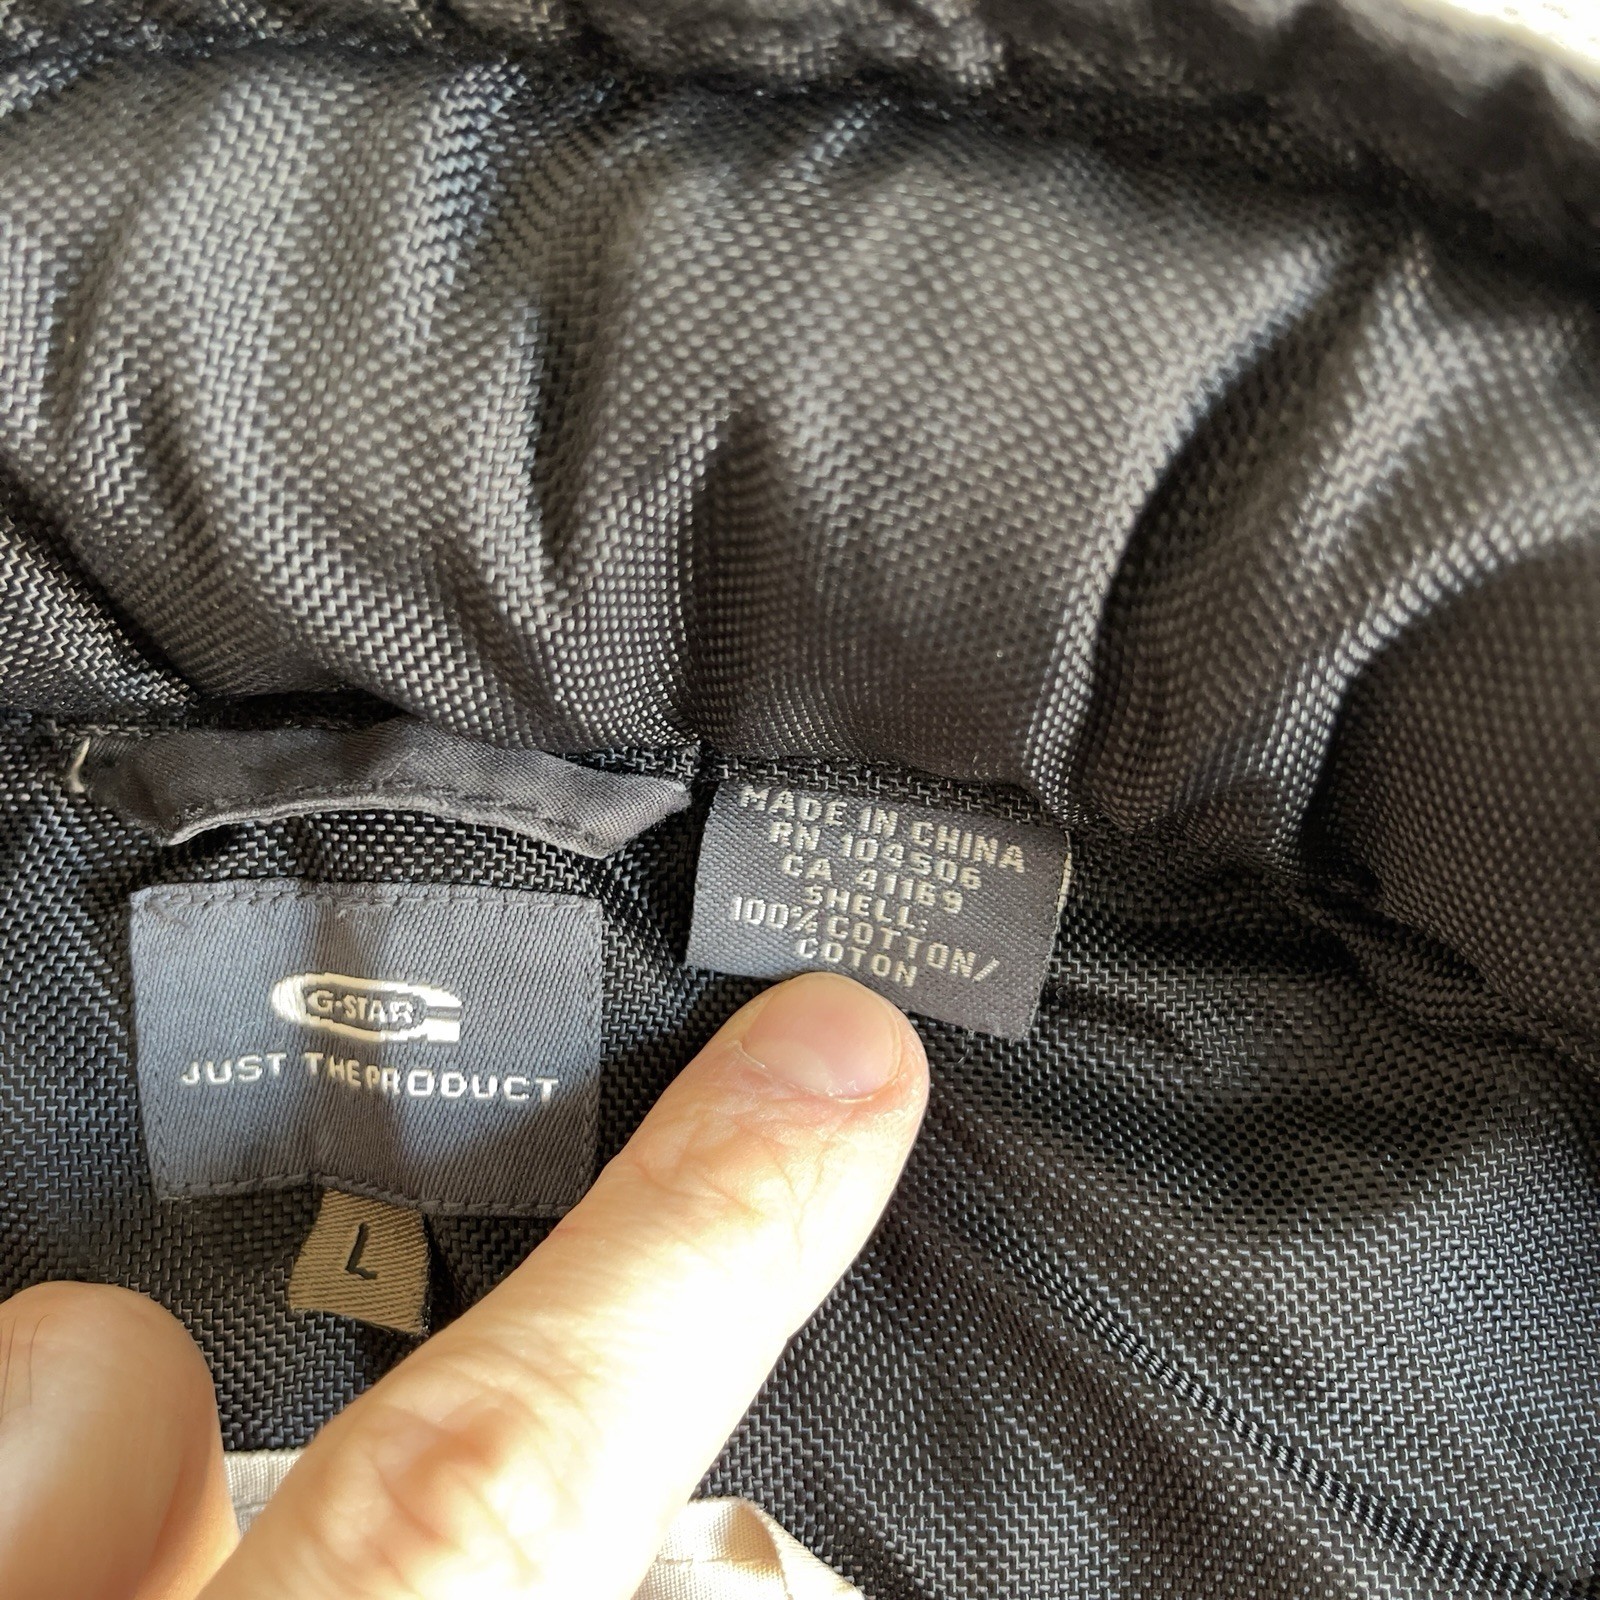 MADE IN CHINA
RN 104506
CA 41169
SHELL:
100% COTTON/
COTON
G-STAR
JUST THE PRODUCT
L